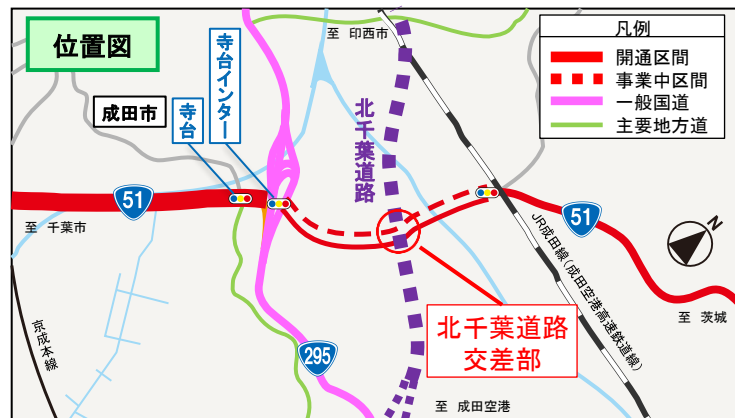 位置図
至 印西市
凡例
開通区間
事業中区間
一般国道
主要地方道
成田市
寺台
寺台インター
北千葉道路
51
至 千葉市
51
N
JR成田線(成田空港高速鉄道線)
京成本線
北千葉道路
交差部
至 茨城
295
至 成田空港